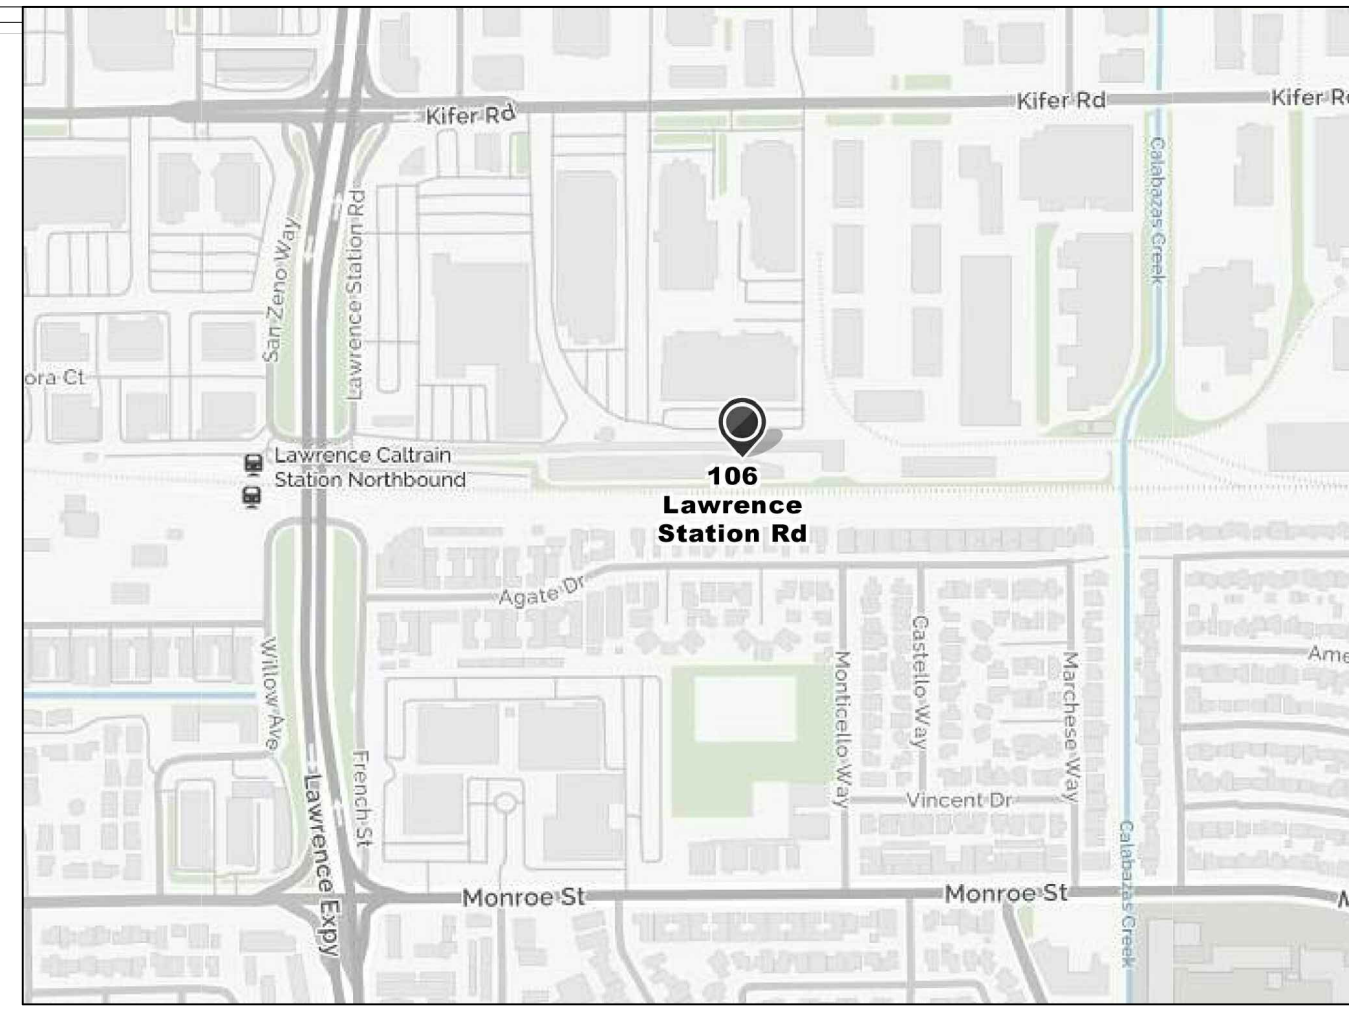 Kifer Rd
Kifer Rd
Kifer R
Calabazas Creek
San Zeno Way
Lawrence Station Rd
ora Ct
Lawrence Caltrain
Station Northbound
106
Lawrence
Station Rd
Agate Dr
Willow Ave
Castello Way
Monticello Way
Marchese Way
Ame
French St
Lawrence Expy
Vincent Dr
Calabazas Creek
Monroe St
Monroe St
M